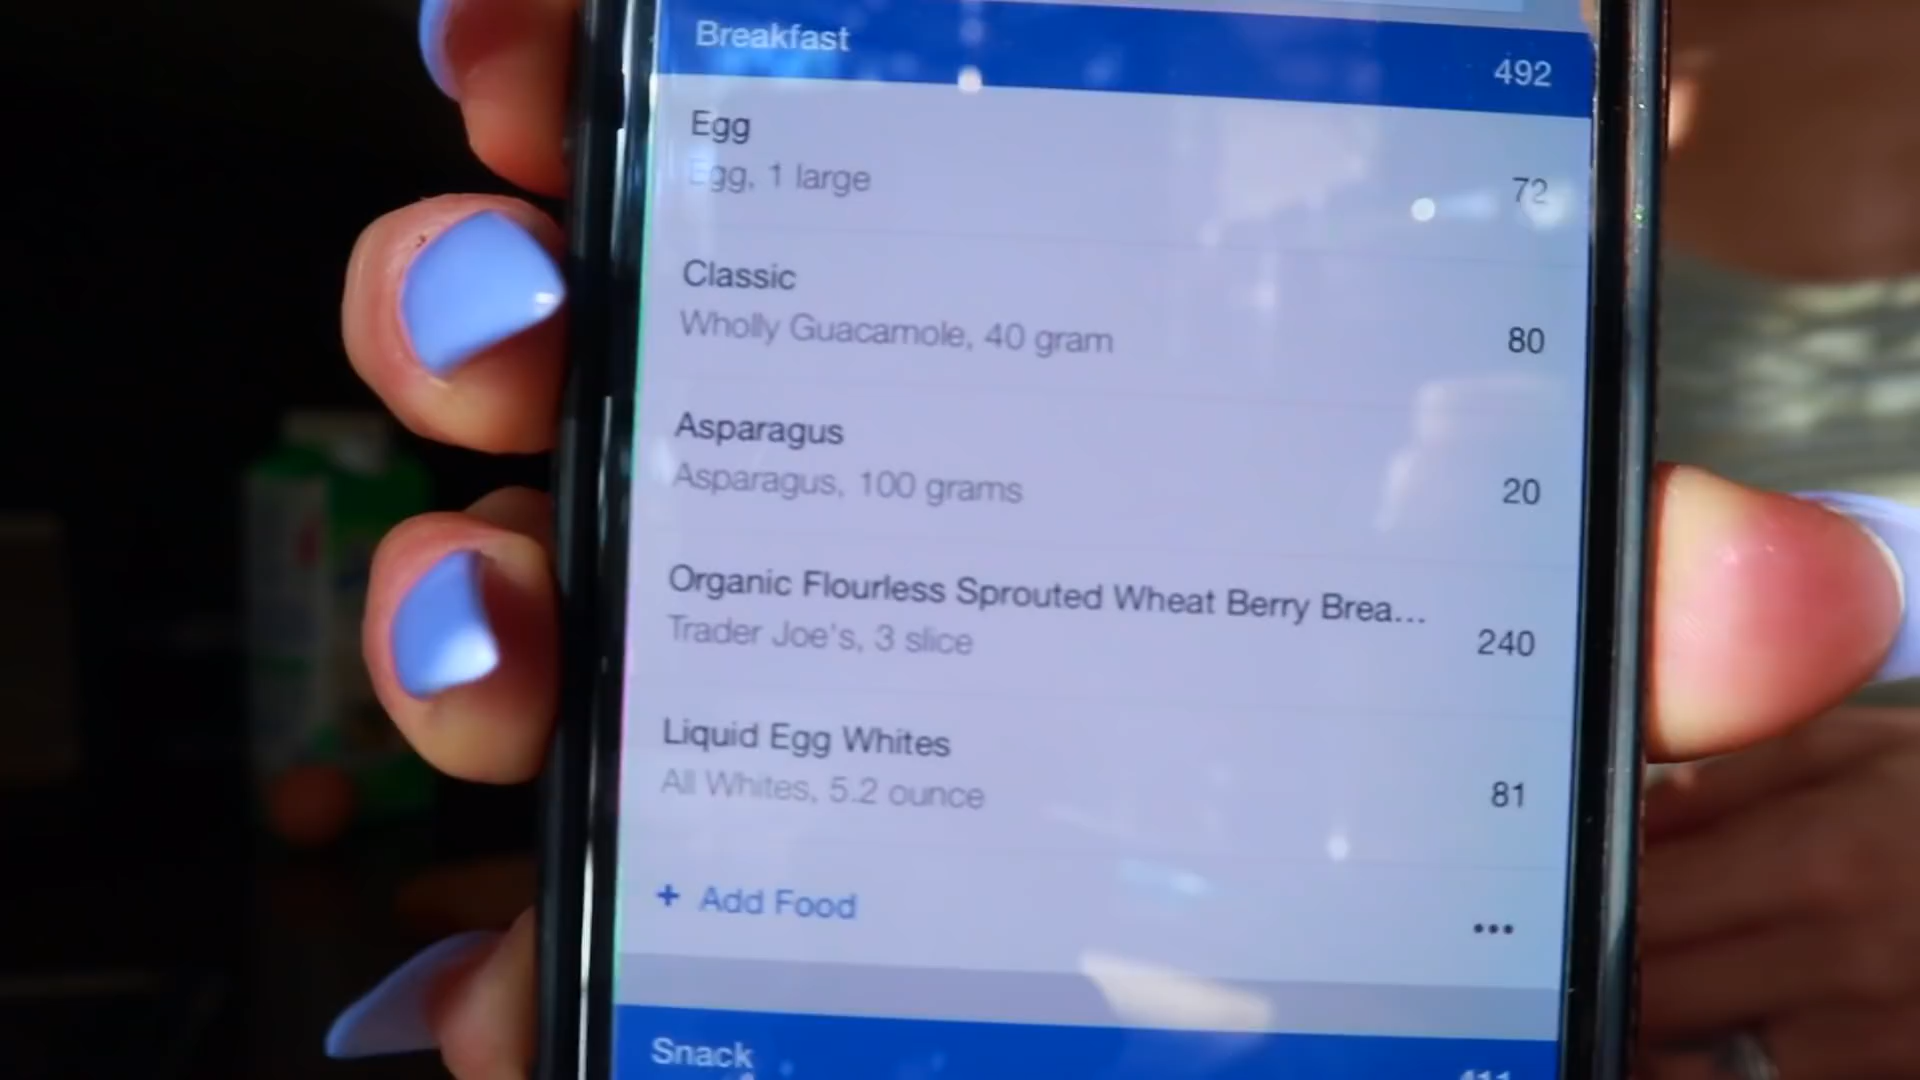 Breakfast
492
Egg
Egg, 1 large
72
Classic
Wholly Guacamole, 40 gram
80
Asparagus
Asparagus, 100 grams
20
Organic Flourless Sprouted Wheat Berry Brea...
Trader Joe's, 3 slice
240
Liquid Egg Whites
All Whites, 5.2 ounce
81
+ Add Food
Snack